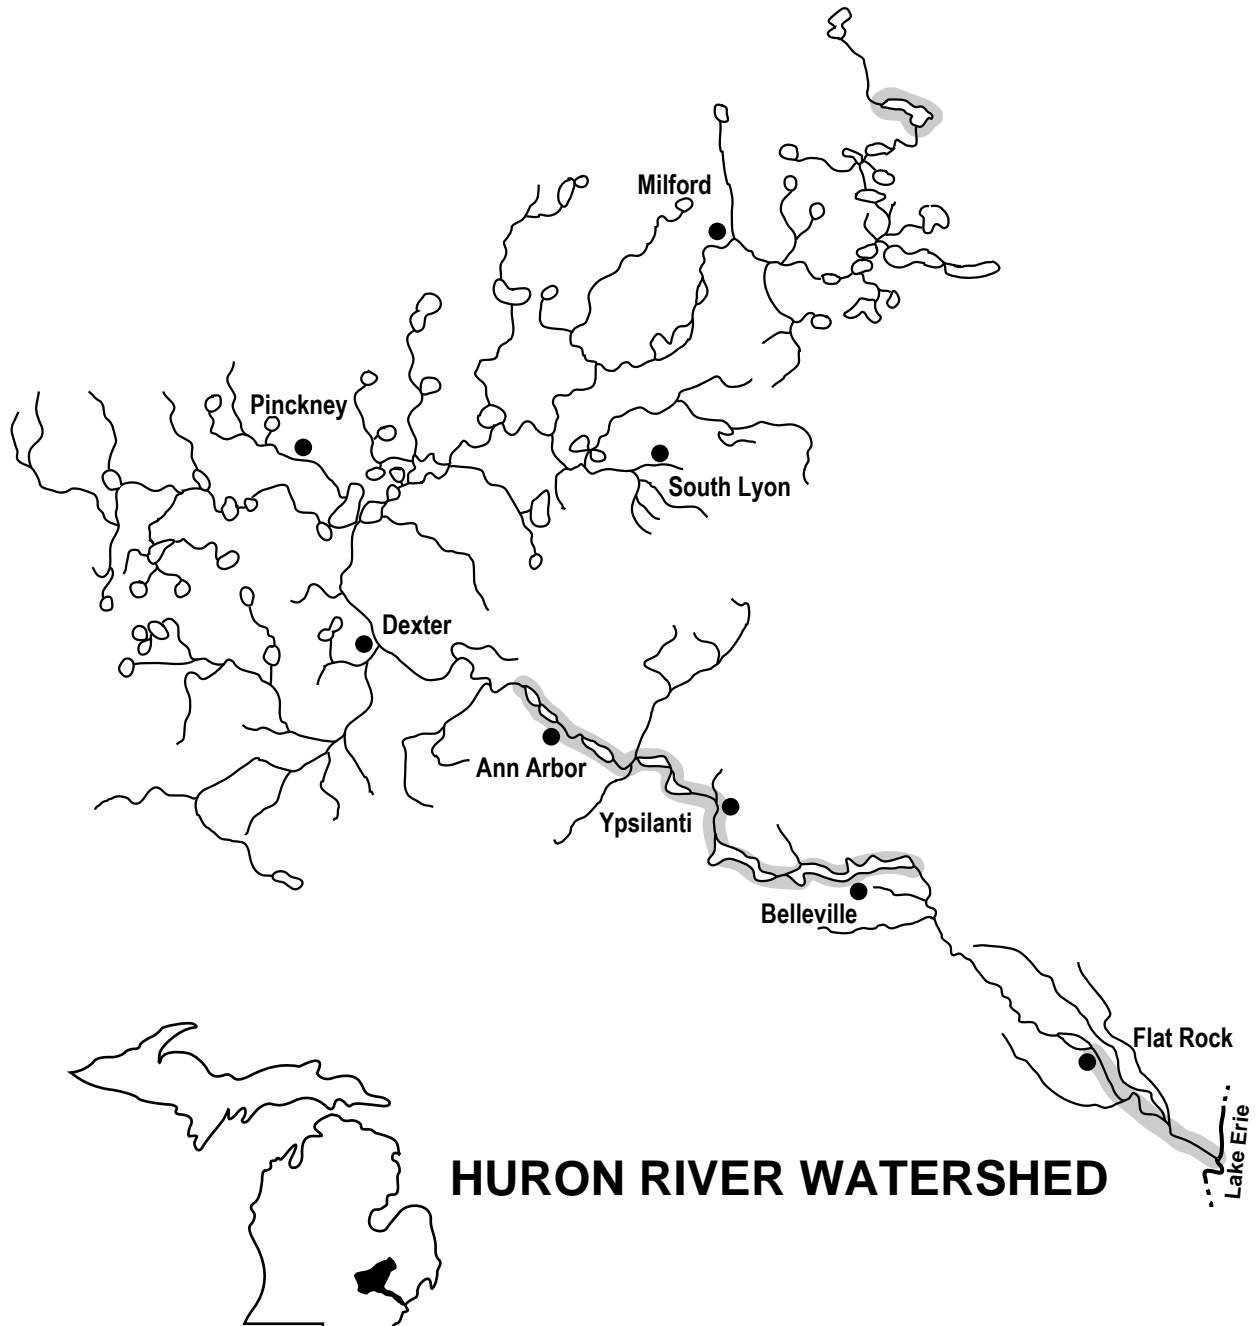 Milford
Pinckney
South Lyon
Dexter
Ann Arbor
Ypsilanti
Belleville
Flat Rock
Lake Erie
HURON RIVER WATERSHED